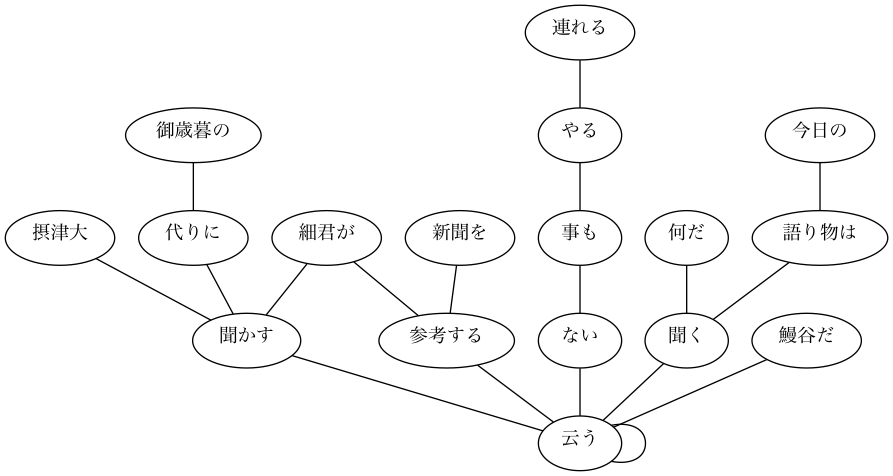 連れる
御歳暮の
やる
今日の
摂津大
代りに
細君が
新聞を
事も
何だ
語り物は
聞かす
参考する
ない
聞く
鰻谷だ
云う